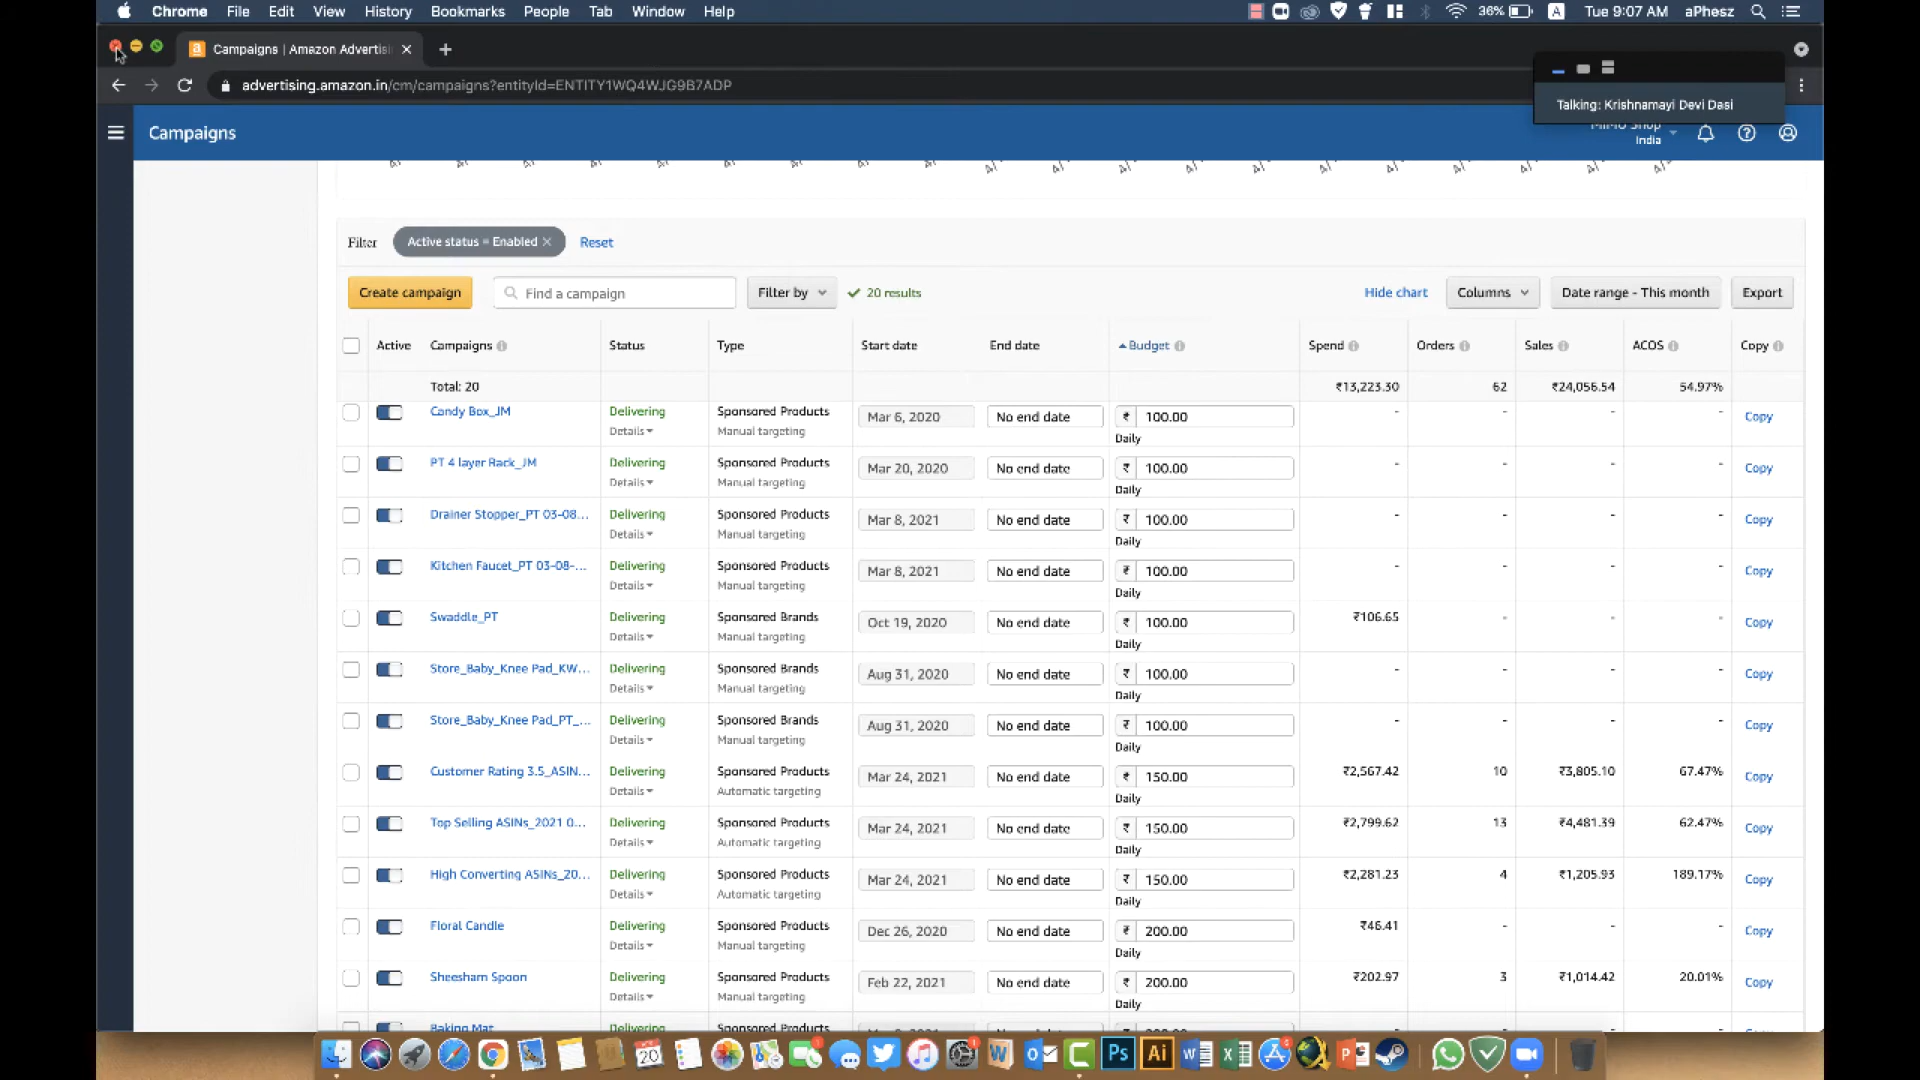 Chrome File Edit View History Bookmarks People Tab Window Help 36% Tue 9:07 AM aPhesz
Campaigns | Amazon Advertisi
advertising.amazon.in/cm/campaigns?entityId=ENTITY1WQ4WJG9B7ADP
Talking: Krishnamayi Devi Dasi
Campaigns
India
Filter Active status = Enabled Reset
Create campaign Find a campaign Filter by 20 results Hide chart Columns Date range - This month Export
Active Campaigns Status Type Start date End date Budget Spend Orders Sales ACOS Copy
Total: 20 ₹13,223.30 62 ₹24,056.54 54.97%
Candy Box_JM Delivering Sponsored Products Mar 6, 2020 No end date ₹ 100.00 - - - - Copy
Details Manual targeting Daily
PT 4 layer Rack_JM Delivering Sponsored Products Mar 20, 2020 No end date ₹ 100.00 - - - - Copy
Details Manual targeting Daily
Drainer Stopper_PT 03-08... Delivering Sponsored Products Mar 8, 2021 No end date ₹ 100.00 - - - - Copy
Details Manual targeting Daily
Kitchen Faucet_PT 03-08-... Delivering Sponsored Products Mar 8, 2021 No end date ₹ 100.00 - - - - Copy
Details Manual targeting Daily
Swaddle_PT Delivering Sponsored Brands Oct 19, 2020 No end date ₹ 100.00 ₹106.65 - - - Copy
Details Manual targeting Daily
Store_Baby_Knee Pad_KW... Delivering Sponsored Brands Aug 31, 2020 No end date ₹ 100.00 - - - - Copy
Details Manual targeting Daily
Store_Baby_Knee Pad_PT_... Delivering Sponsored Brands Aug 31, 2020 No end date ₹ 100.00 - - - - Copy
Details Manual targeting Daily
Customer Rating 3.5_ASIN... Delivering Sponsored Products Mar 24, 2021 No end date ₹ 150.00 ₹2,567.42 10 ₹3,805.10 67.47% Copy
Details Automatic targeting Daily
Top Selling ASINs_2021 0... Delivering Sponsored Products Mar 24, 2021 No end date ₹ 150.00 ₹2,799.62 13 ₹4,481.39 62.47% Copy
Details Automatic targeting Daily
High Converting ASINs_20... Delivering Sponsored Products Mar 24, 2021 No end date ₹ 150.00 ₹2,281.23 4 ₹1,205.93 189.17% Copy
Details Automatic targeting Daily
Floral Candle Delivering Sponsored Products Dec 26, 2020 No end date ₹ 200.00 ₹46.41 - - - Copy
Details Manual targeting Daily
Sheesham Spoon Delivering Sponsored Products Feb 22, 2021 No end date ₹ 200.00 ₹202.97 3 ₹1,014.42 20.01% Copy
Details Manual targeting Daily
Baking Mat Delivering Sponsored Products
20 Ps Ai